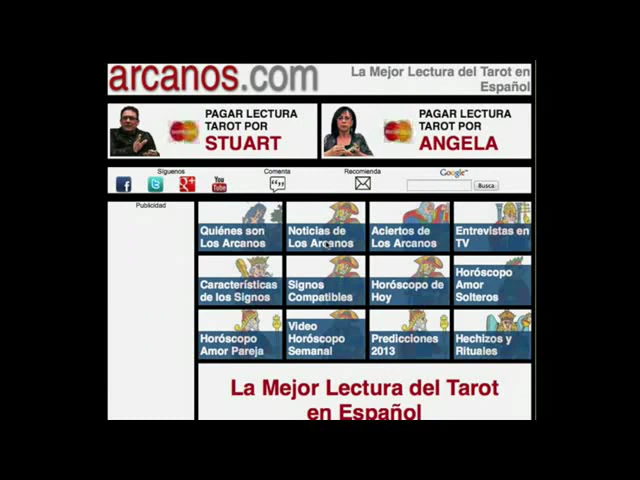 arcanos.com
La Mejor Lectura del Tarot en
Español
PAGAR LECTURA
TAROT POR
STUART
PAGAR LECTURA
TAROT POR
ANGELA
Síguenos
Comenta
Recomienda
Google
You
Tube
Busca
Publicidad
Quiénes son
Los Arcanos
Noticias de
Los Arcanos
Aciertos de
Los Arcanos
Entrevistas en
TV
Características
de los Signos
Signos
Compatibles
Horóscopo de
Hoy
Horóscopo
Amor
Solteros
Horóscopo
Amor Pareja
Video
Horóscopo
Semanal
Predicciones
2013
Hechizos y
Rituales
La Mejor Lectura del Tarot
en Español